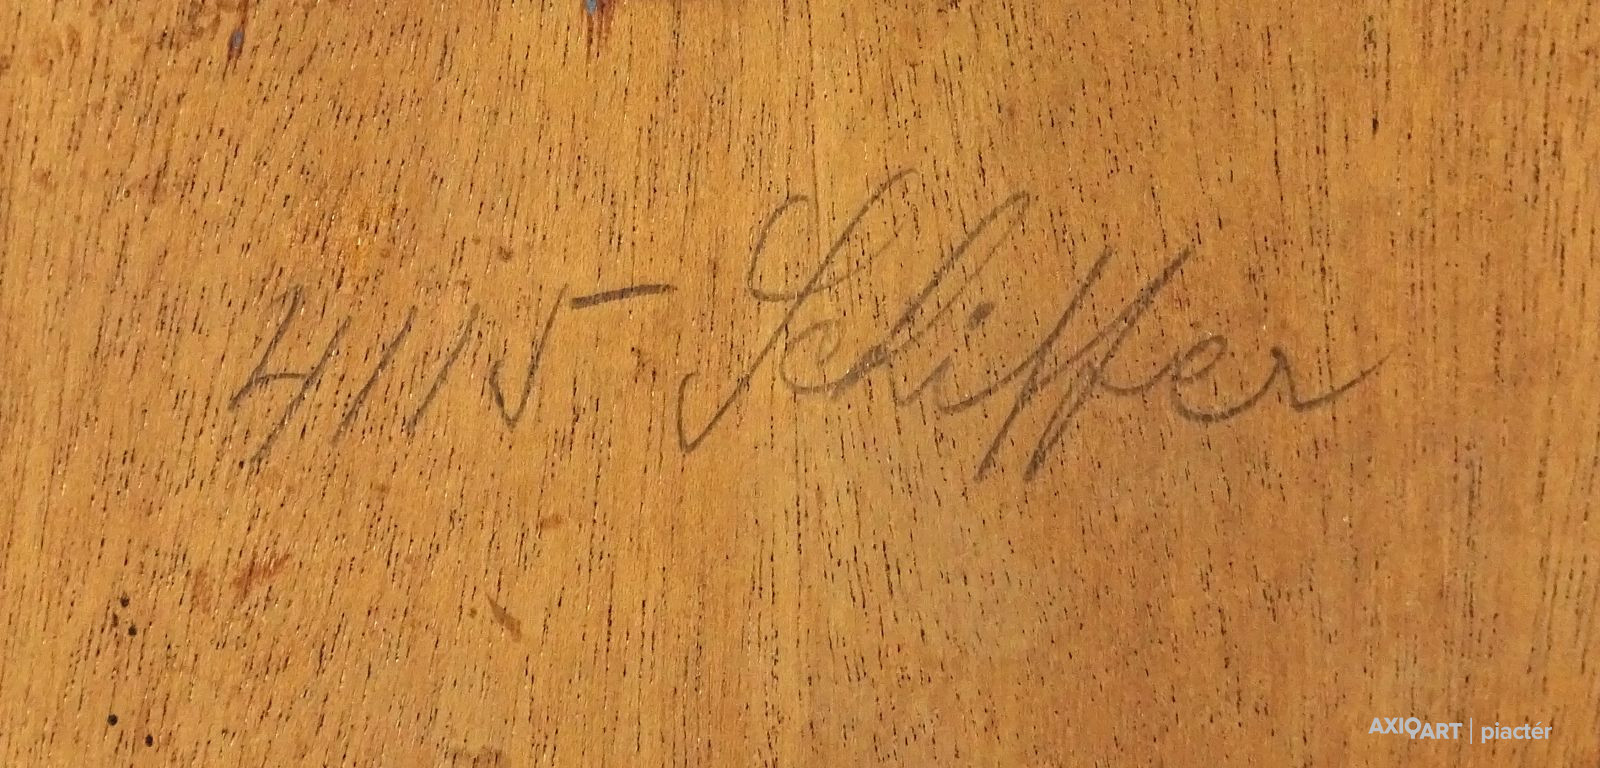 4115 Schiffer
AXIOART | piactér